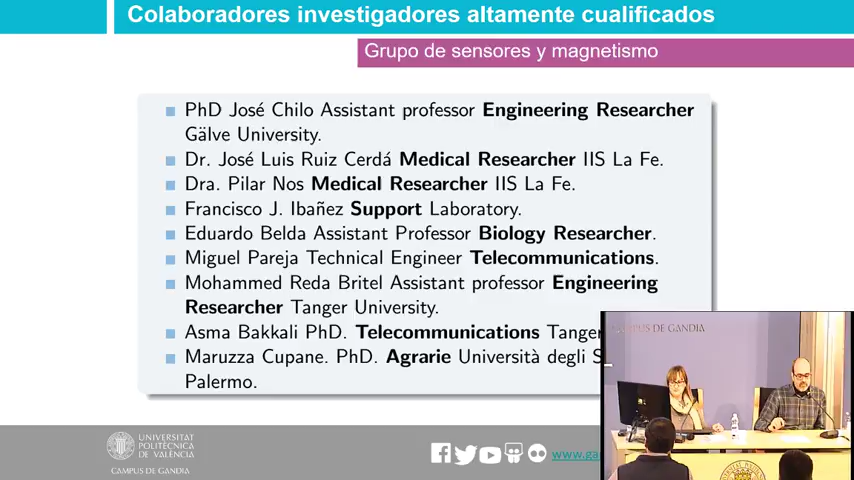 Colaboradores investigadores altamente cualificados
Grupo de sensores y magnetismo
PhD José Chilo Assistant professor Engineering Researcher
Gälve University.
Dr. José Luis Ruiz Cerdá Medical Researcher IIS La Fe.
Dra. Pilar Nos Medical Researcher IIS La Fe.
Francisco J. Ibañez Support Laboratory.
Eduardo Belda Assistant Professor Biology Researcher.
Miguel Pareja Technical Engineer Telecommunications.
Mohammed Reda Britel Assistant professor Engineering
Researcher Tanger University.
Asma Bakkali PhD. Telecommunications Tanger
Maruzza Cupane. PhD. Agrarie Università degli S
Palermo.
CAMPUS DE GANDIA
UNIVERSITAT
POLITÈCNICA
DE VALÈNCIA
CAMPUS DE GANDIA
www.ga